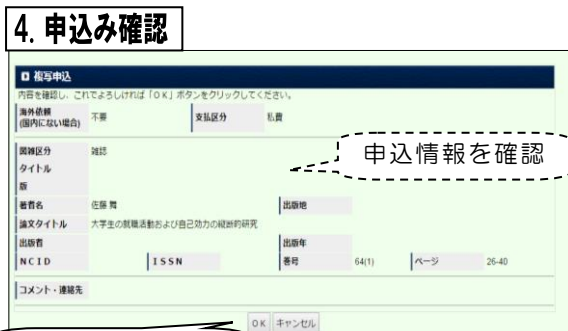 4. 申込み確認
複写申込
内容を確認し、これでよろしければ「OK」ボタンをクリックしてください。
海外依頼
(国内にない場合) 不要 支払区分 私費
申込情報を確認
図雑区分 雑誌
タイトル
版
著者名 佐藤 舞 出版地
論文タイトル 大学生の就職活動および自己効力の縦断的研究
出版者 出版年
NCID ISSN 巻号 64(1) ページ 26-40
コメント・連絡先
OK キャンセル